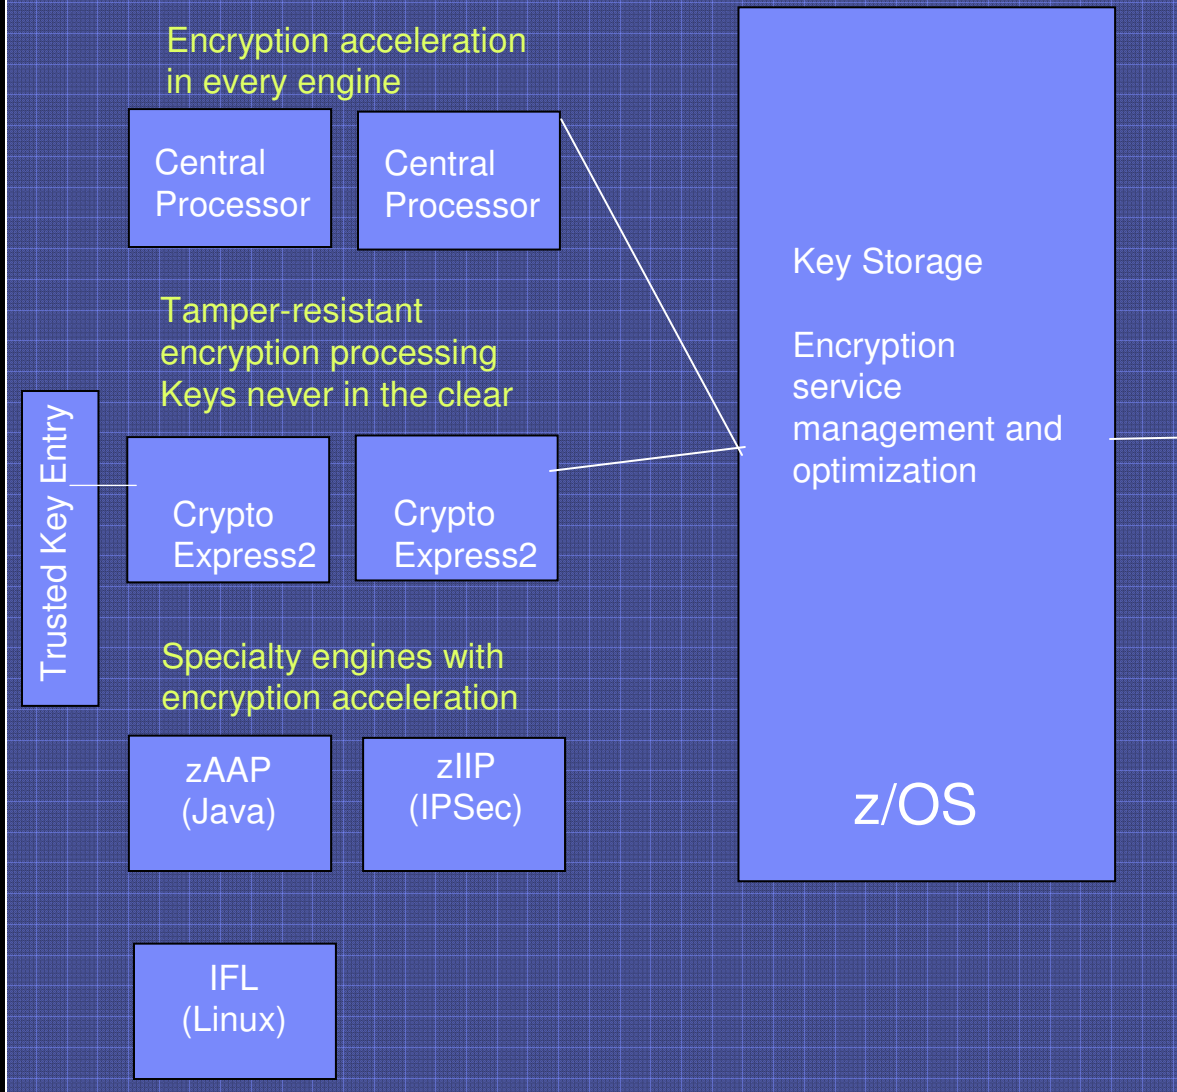 Encryption acceleration
in every engine
Central
Processor
Central
Processor
Tamper-resistant
encryption processing
Keys never in the clear
Trusted Key Entry
Crypto
Express2
Crypto
Express2
Specialty engines with
encryption acceleration
zAAP
(Java)
zIIP
(IPSec)
IFL
(Linux)
Key Storage
Encryption
service
management and
optimization
z/OS